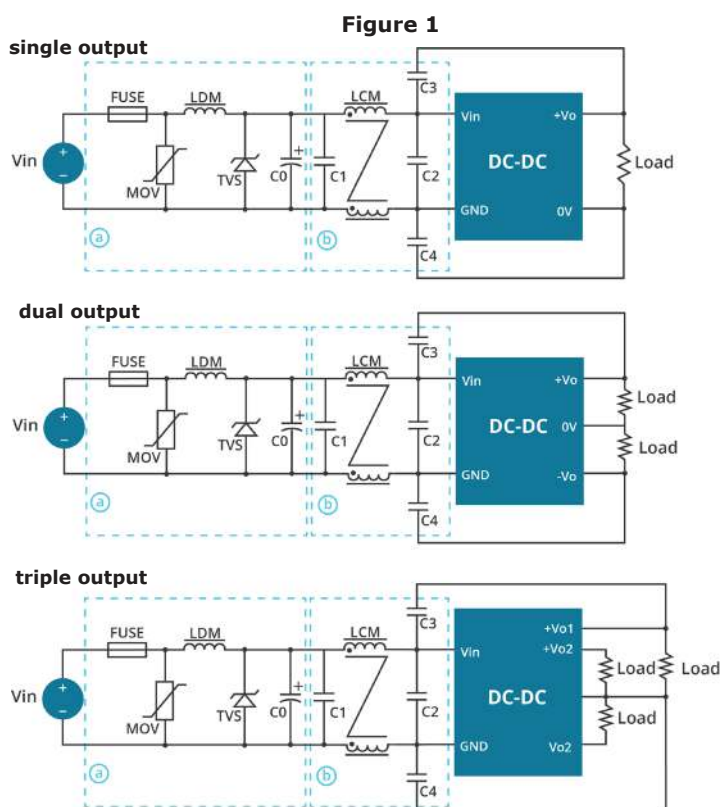 Figure 1
single output
FUSE LDM LCM C3
Vin + − MOV TVS C0 + C1 C2 Vin +Vo DC-DC Load
GND 0V
a b C4
dual output
FUSE LDM LCM C3
Vin + − MOV TVS C0 + C1 C2 Vin +Vo Load
DC-DC 0V Load
GND -Vo
a b C4
triple output
FUSE LDM LCM C3
+Vo1
Vin + − MOV TVS C0 + C1 C2 Vin +Vo2 Load Load
DC-DC Load
GND Vo2
a b C4